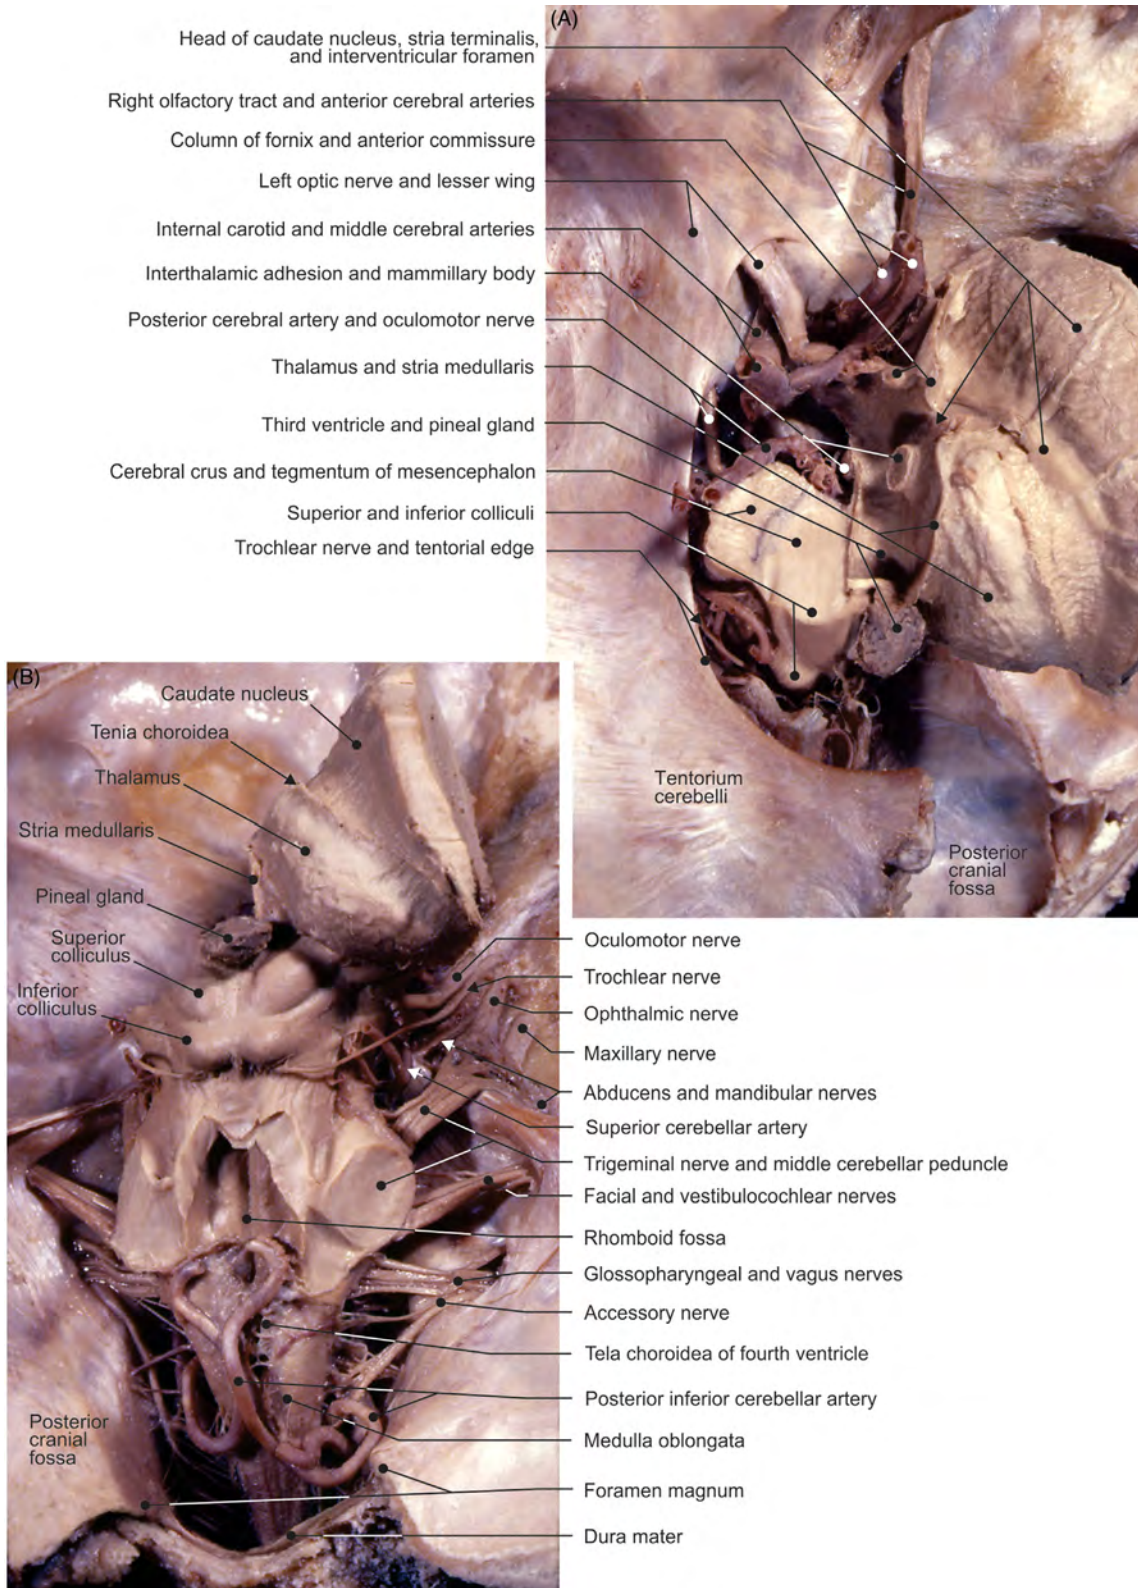 (A)
Head of caudate nucleus, stria terminalis,
and interventricular foramen
Right olfactory tract and anterior cerebral arteries
Column of fornix and anterior commissure
Left optic nerve and lesser wing
Internal carotid and middle cerebral arteries
Interthalamic adhesion and mammillary body
Posterior cerebral artery and oculomotor nerve
Thalamus and stria medullaris
Third ventricle and pineal gland
Cerebral crus and tegmentum of mesencephalon
Superior and inferior colliculi
Trochlear nerve and tentorial edge
Tentorium
cerebelli
Posterior
cranial
fossa
(B)
Caudate nucleus
Tenia choroidea
Thalamus
Stria medullaris
Pineal gland
Superior
colliculus
Inferior
colliculus
Posterior
cranial
fossa
Oculomotor nerve
Trochlear nerve
Ophthalmic nerve
Maxillary nerve
Abducens and mandibular nerves
Superior cerebellar artery
Trigeminal nerve and middle cerebellar peduncle
Facial and vestibulocochlear nerves
Rhomboid fossa
Glossopharyngeal and vagus nerves
Accessory nerve
Tela choroidea of fourth ventricle
Posterior inferior cerebellar artery
Medulla oblongata
Foramen magnum
Dura mater